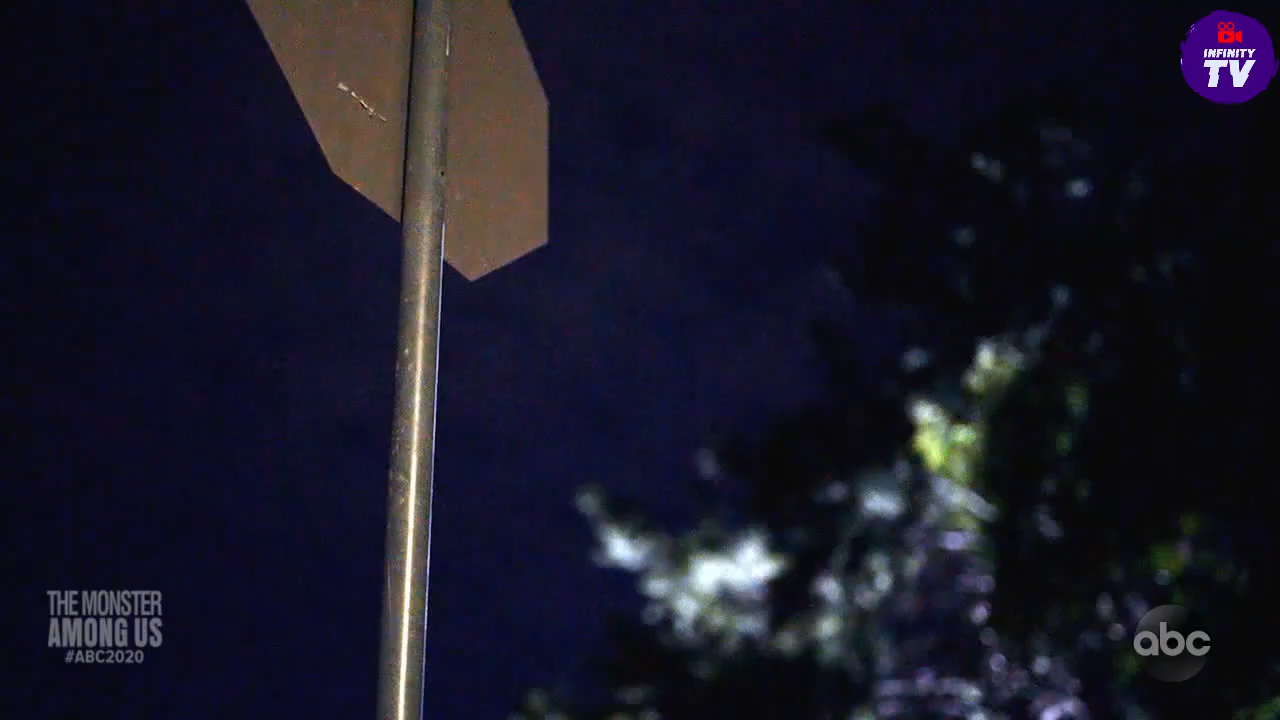 INFINITY
TV
THE MONSTER
AMONG US
#ABC2020
abc